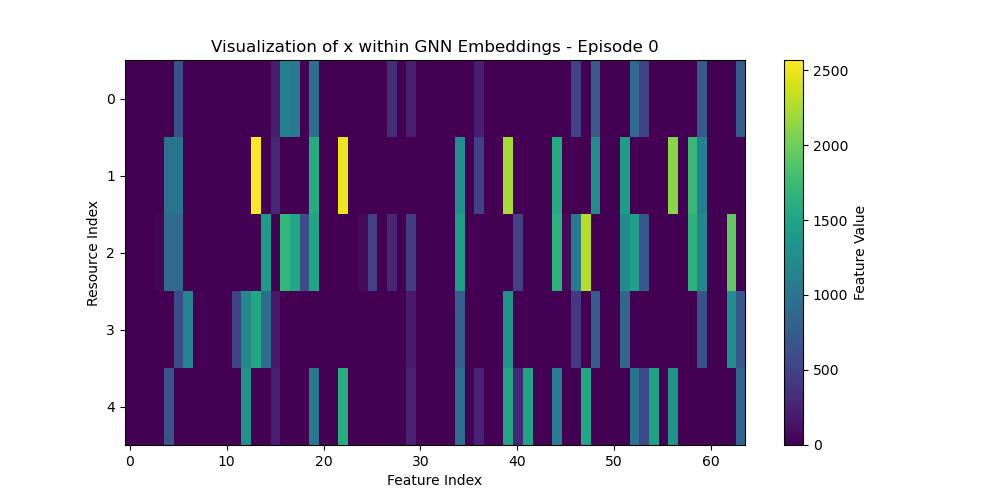 Visualization of x within GNN Embeddings - Episode 0
Resource Index
0
1
2
3
4
0 10 20 30 40 50 60
Feature Index
2500
2000
1500
1000
500
0
Feature Value